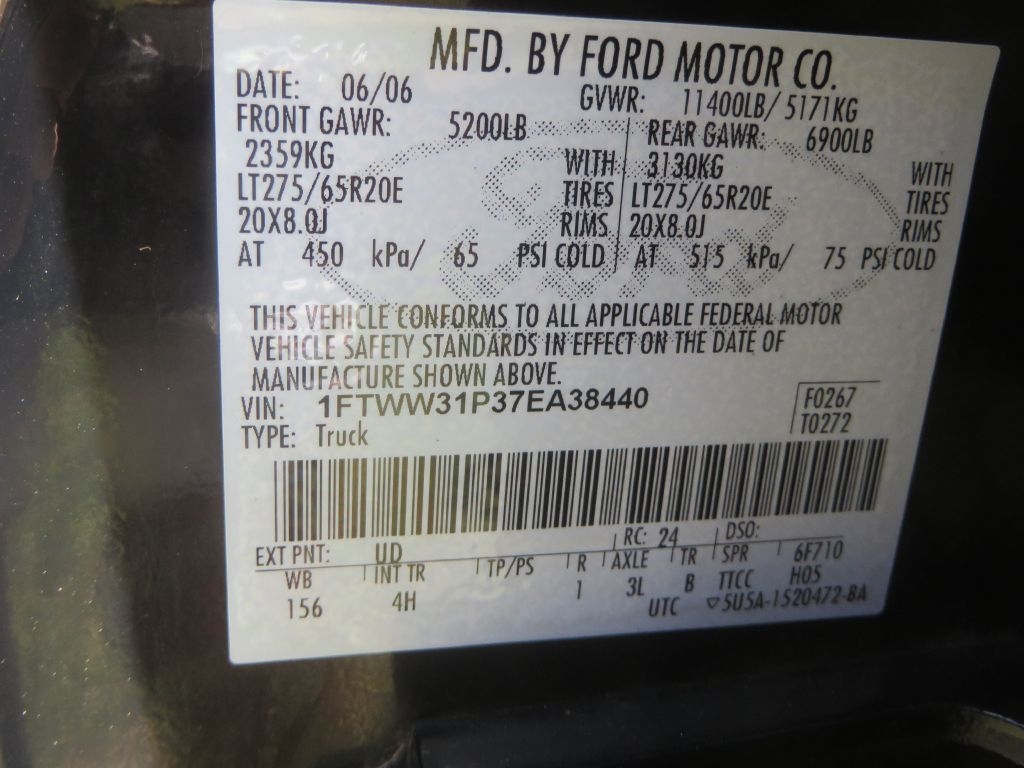 MFD. BY FORD MOTOR CO.
DATE: 06/06 GVWR: 11400LB/ 5171KG
FRONT GAWR: 5200LB REAR GAWR: 6900LB
2359KG WITH 3130KG WITH
LT275/65R20E TIRES LT275/65R20E TIRES
20X8.0J RIMS 20X8.0J RIMS
AT 450 kPa/ 65 PSI COLD AT 515 kPa/ 75 PSI COLD
THIS VEHICLE CONFORMS TO ALL APPLICABLE FEDERAL MOTOR
VEHICLE SAFETY STANDARDS IN EFFECT ON THE DATE OF
MANUFACTURE SHOWN ABOVE.
VIN: 1FTWW31P37EA38440 F0267
TYPE: Truck T0272
EXT PNT: UD RC: 24 DSO:
WB INT TR TP/PS R AXLE TR SPR 6F710
156 4H 1 3L B TTCC H05
UTC ▽5U5A-1520472-BA